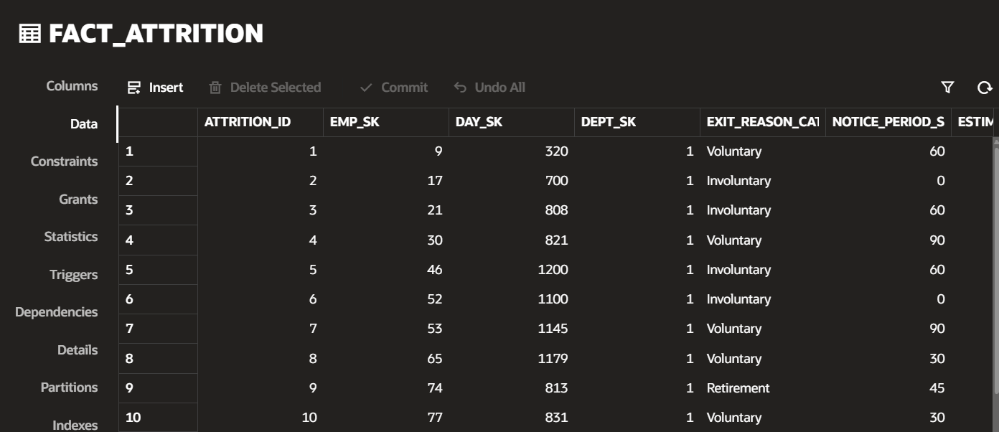 FACT_ATTRITION
Columns
Data
Constraints
Grants
Statistics
Triggers
Dependencies
Details
Partitions
Indexes
Insert Delete Selected Commit Undo All
ATTRITION_ID EMP_SK DAY_SK DEPT_SK EXIT_REASON_CAT NOTICE_PERIOD_S ESTIM
1 1 9 320 1 Voluntary 60
2 2 17 700 1 Involuntary 0
3 3 21 808 1 Involuntary 60
4 4 30 821 1 Voluntary 90
5 5 46 1200 1 Involuntary 60
6 6 52 1100 1 Involuntary 0
7 7 53 1145 1 Voluntary 90
8 8 65 1179 1 Voluntary 30
9 9 74 813 1 Retirement 45
10 10 77 831 1 Voluntary 30